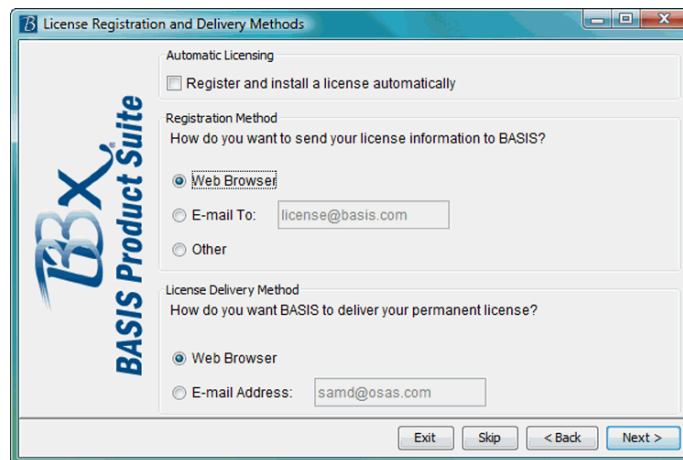 License Registration and Delivery Methods
Automatic Licensing
Register and install a license automatically
Registration Method
How do you want to send your license information to BASIS?
Web Browser
E-mail To: license@basis.com
Other
License Delivery Method
How do you want BASIS to deliver your permanent license?
Web Browser
E-mail Address: samd@osas.com
BBx®
BASIS Product Suite
Exit Skip < Back Next >